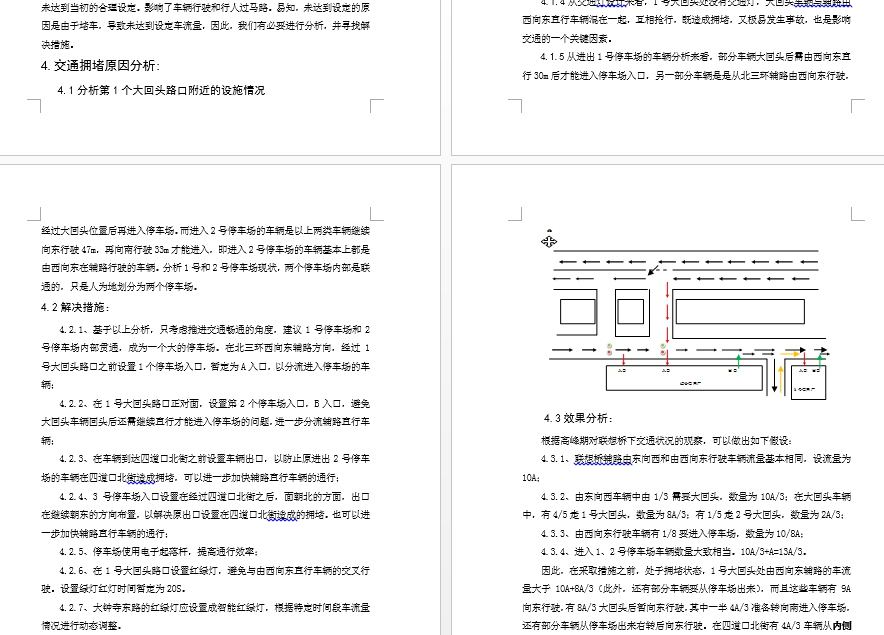 未达到当初的合理设定。影响了车辆行驶和行人过马路。易知，未达到设定的原
因是由于堵车，导致未达到设定车流量，因此，我们有必要进行分析，并寻找解
决措施。
4. 交通拥堵原因分析：
4.1 分析第 1 个大回头路口附近的设施情况
西向东直行车辆混在一起，互相抢行，既造成拥堵，又极易发生事故，也是影响
交通的一个关键因素。
4.1.5 从进出 1 号停车场的车辆分析来看，部分车辆大回头后需由西向东直
行 30m 后才能进入停车场入口，另一部分车辆是是从北三环辅路由西向东行驶，
经过大回头位置后再进入停车场。而进入 2 号停车场的车辆是以上两类车辆继续
向东行驶 47m，再向南行驶 33m 才能进入，即进入 2 号停车场的车辆基本上都是
由西向东在辅路行驶的车辆。分析 1 号和 2 号停车场现状，两个停车场内部是联
通的，只是人为地划分为两个停车场。
4.2 解决措施：
4.2.1、基于以上分析，只考虑推进交通畅通的角度，建议 1 号停车场和 2
号停车场内部贯通，成为一个大的停车场。在北三环西向东辅路方向，经过 1
号大回头路口之前设置 1 个停车场入口，暂定为 A 入口，以分流进入停车场的车
辆；
4.2.2、在 1 号大回头路口正对面，设置第 2 个停车场入口，B 入口，避免
大回头车辆回头后还需继续直行才能进入停车场的问题，进一步分流辅路直行车
辆；
4.2.3、在车辆到达四道口北街之前设置车辆出口，以防止原进出 2 号停车
场的车辆在四道口北街造成拥堵，可以进一步加快辅路直行车辆的通行；
4.2.4、3 号停车场入口设置在经过四道口北街之后，面朝北的方面，出口
在继续朝东的方向布置，以解决原出口设置在四道口北街造成的拥堵。也可以进
一步加快辅路直行车辆的通行；
4.2.5、停车场使用电子起落杆，提高通行效率；
4.2.6、在 1 号大回头路口设置红绿灯，避免与由西向东直行车辆的交叉行
驶。设置绿灯红灯时间暂定为 20S。
4.2.7、大钟寺东路的红绿灯应设置成智能红绿灯，根据特定时间段车流量
情况进行动态调整。
4.3 效果分析：
根据高峰期对联想桥下交通状况的观察，可以做出如下假设：
4.3.1、联想桥辅路由东向西和由西向东行驶车辆流量基本相同，设流量为
10A；
4.3.2、由东向西车辆中由 1/3 需要大回头，数量为 10A/3；在大回头车辆
中，有 4/5 走 1 号大回头，数量为 8A/3；有 1/5 走 2 号大回头，数量为 2A/3；
4.3.3、由西向东行驶车辆有 1/8 要进入停车场，数量为 10/8A；
4.3.4、进入 1、2 号停车场车辆数量大致相当。10A/3+A=13A/3。
因此，在采取措施之前，处于拥堵状态，1 号大回头处由西向东辅路的车流
量大于 10A+8A/3（此外，还有部分车辆要从停车场出来），而且这些车辆有 9A
向东行驶，有 8A/3 大回头后暂向东行驶，其中一半 4A/3 准备转向南进入停车场，
还有部分车辆从停车场出来右转后向东行驶。在四道口北街有 4A/3 车辆从内侧